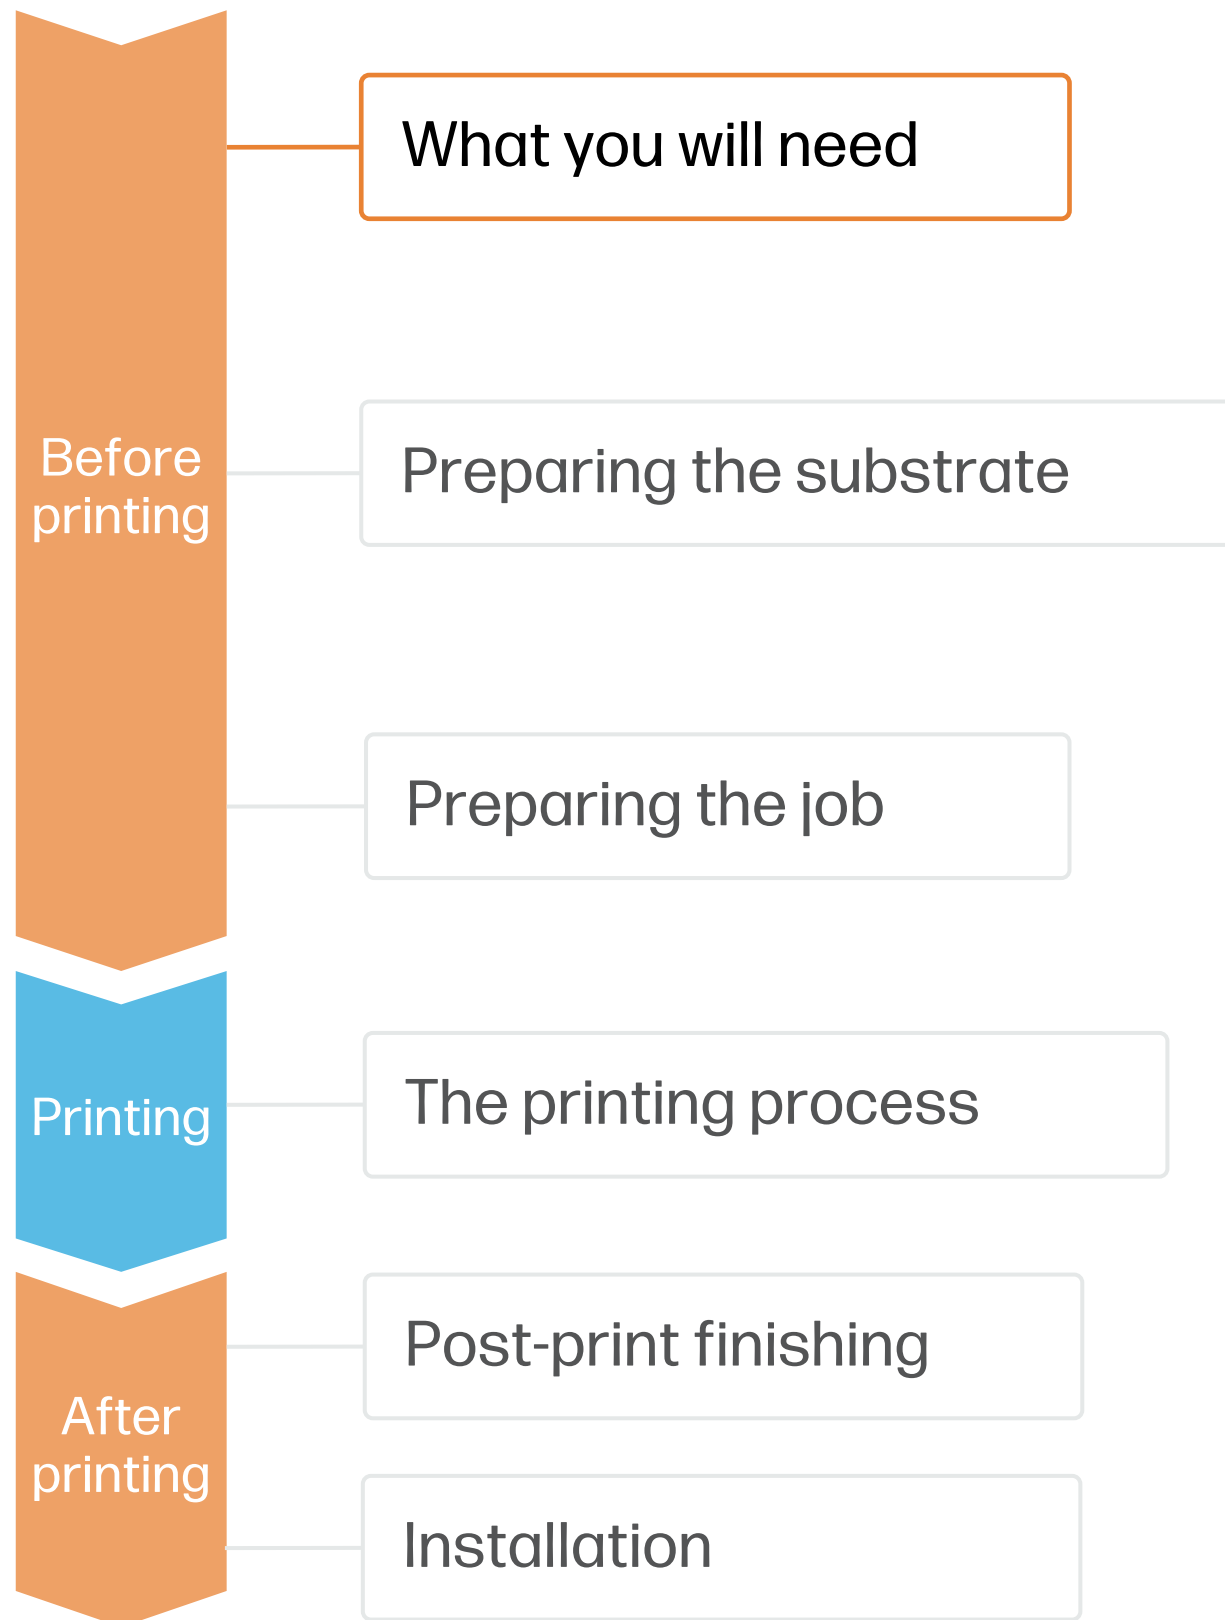 What you will need
Before
printing
Preparing the substrate
Preparing the job
Printing
The printing process
After
printing
Post-print finishing
Installation